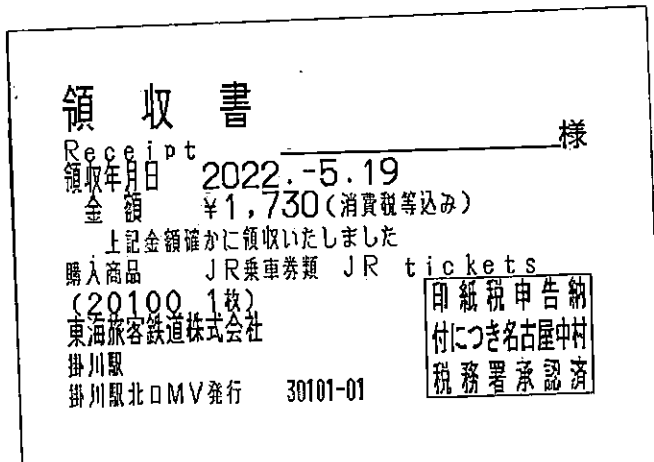 領収書
Receipt 様
領収年月日 2022.-5.19
金額 ¥1,730(消費税等込み)
上記金額確かに領収いたしました
購入商品 JR乗車券類 JR tickets
(20100 1枚)
東海旅客鉄道株式会社
掛川駅
掛川駅北口MV発行 30101-01
印紙税申告納
付につき名古屋中村
税務署承認済